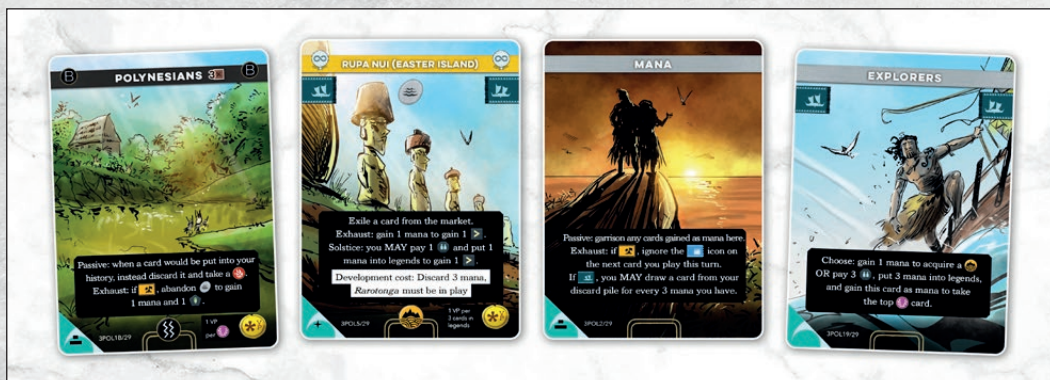 B
POLYNESIANS 3
B
Passive: when a card would be put into your
history, instead discard it and take a
Exhaust: if , abandon to gain
1 mana and 1 .
3POL1B/29
1 VP
per
RUPA NUI (EASTER ISLAND)
Exile a card from the market.
Exhaust: gain 1 mana to gain 1 .
Solstice: you MAY pay 1 and put 1
mana into legends to gain 1 .
Development cost: Discard 3 mana,
Rarotonga must be in play
3POL5/29
1 VP per
3 cards in
legends
MANA
Passive: garrison any cards gained as mana here.
Exhaust: if , ignore the icon on
the next card you play this turn.
If , you MAY draw a card from your
discard pile for every 3 mana you have.
3POL2/29
EXPLORERS
Choose: gain 1 mana to acquire a
OR pay 3 , put 3 mana into legends,
and gain this card as mana to take
the top card.
3POL19/29